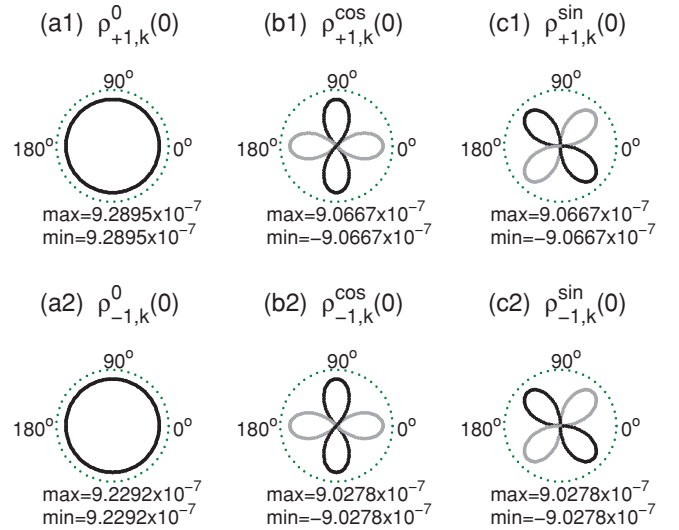 (a1) ρ⁰₊₁,ₖ(0) (b1) ρᶜᵒˢ₊₁,ₖ(0) (c1) ρˢⁱⁿ₊₁,ₖ(0)
90° 90° 90°
180° 0° 180° 0° 180° 0°
max=9.2895x10⁻⁷ max=9.0667x10⁻⁷ max=9.0667x10⁻⁷
min=9.2895x10⁻⁷ min=−9.0667x10⁻⁷ min=−9.0667x10⁻⁷
(a2) ρ⁰₋₁,ₖ(0) (b2) ρᶜᵒˢ₋₁,ₖ(0) (c2) ρˢⁱⁿ₋₁,ₖ(0)
90° 90° 90°
180° 0° 180° 0° 180° 0°
max=9.2292x10⁻⁷ max=9.0278x10⁻⁷ max=9.0278x10⁻⁷
min=9.2292x10⁻⁷ min=−9.0278x10⁻⁷ min=−9.0278x10⁻⁷